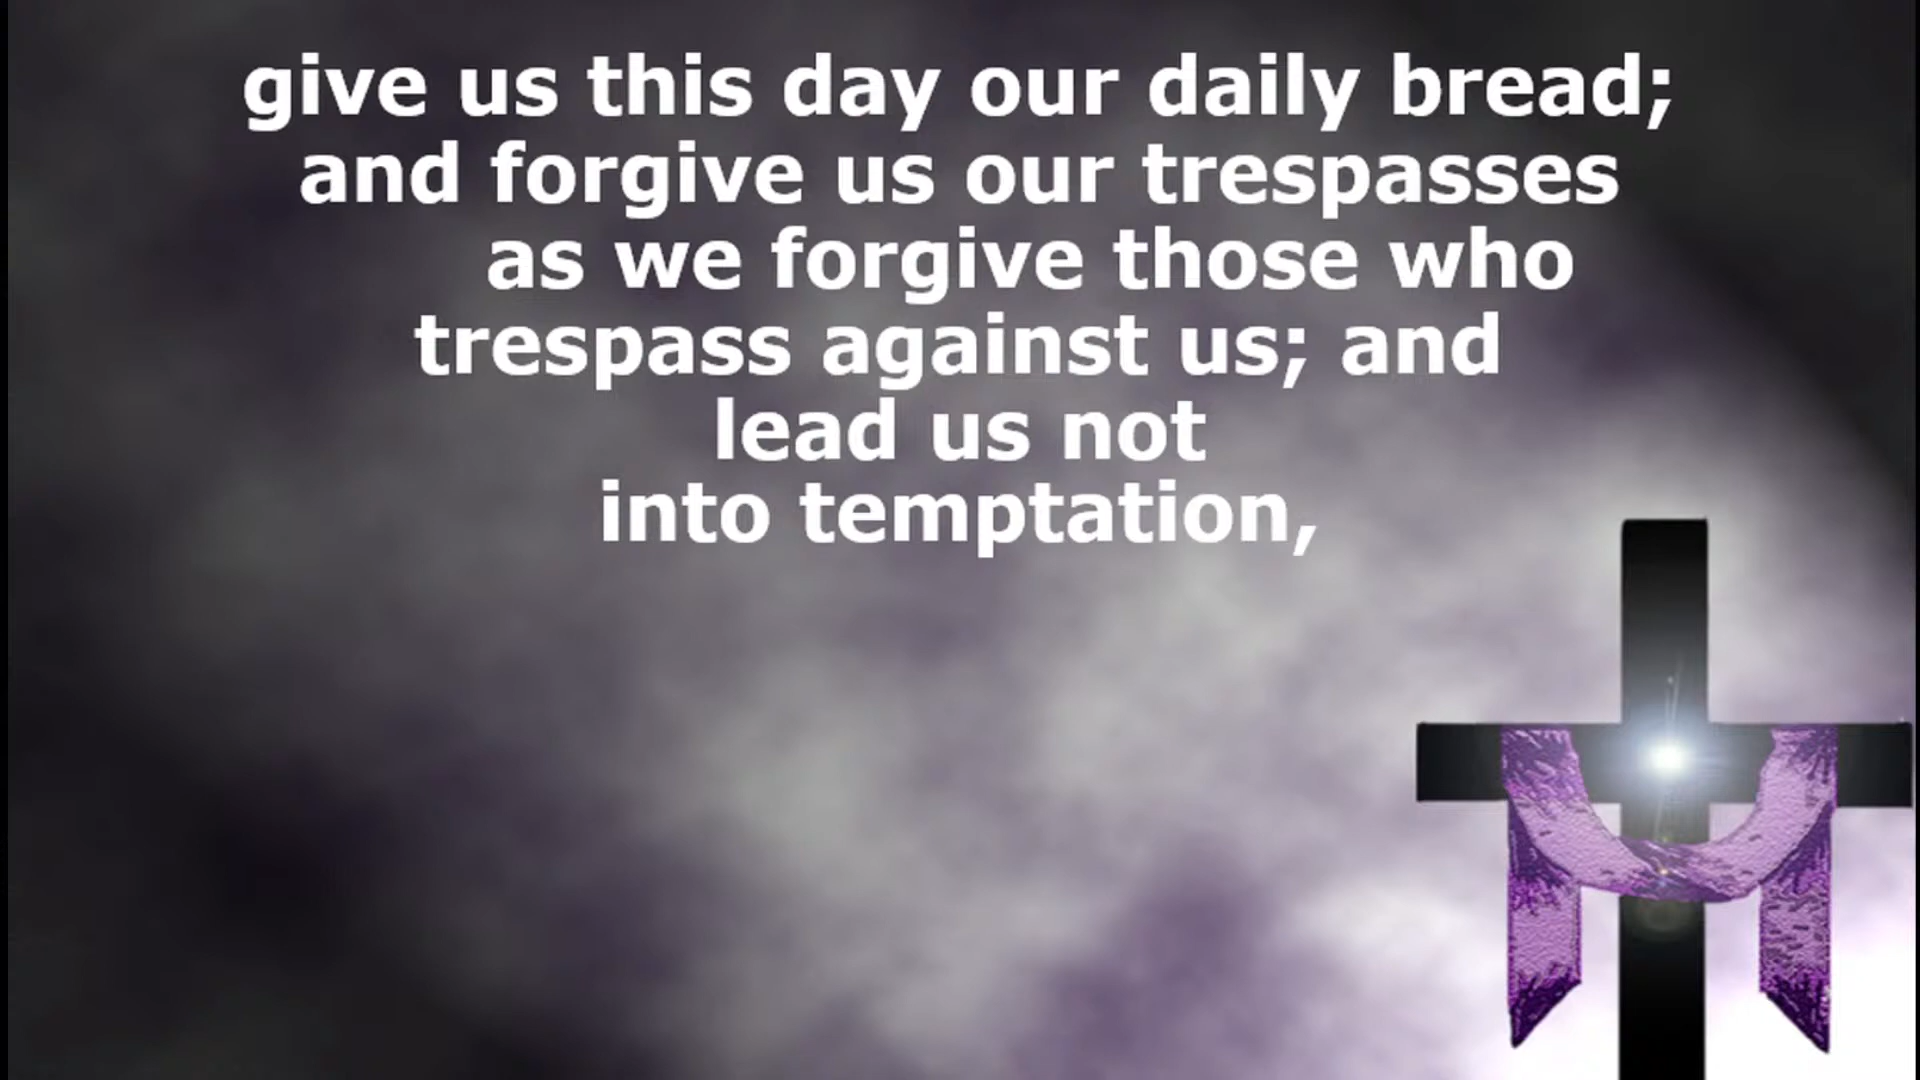 give us this day our daily bread;
and forgive us our trespasses
as we forgive those who
trespass against us; and
lead us not
into temptation,